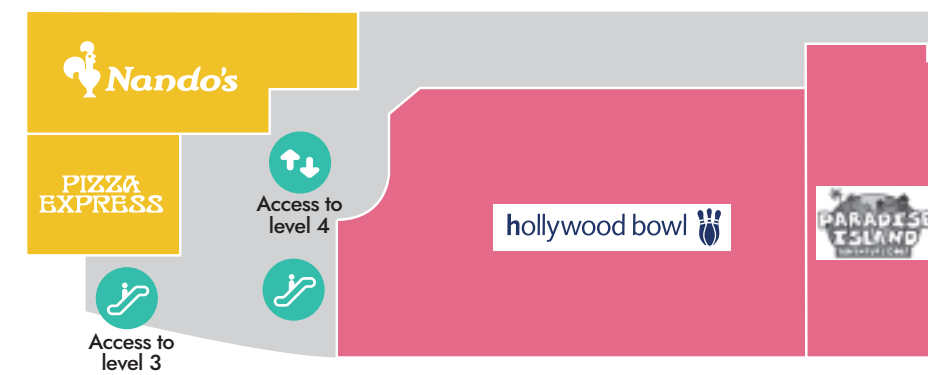 Nando's
PIZZA
EXPRESS
Access to
level 4
hollywood bowl
PARADISE
ISLAND
Access to
level 3